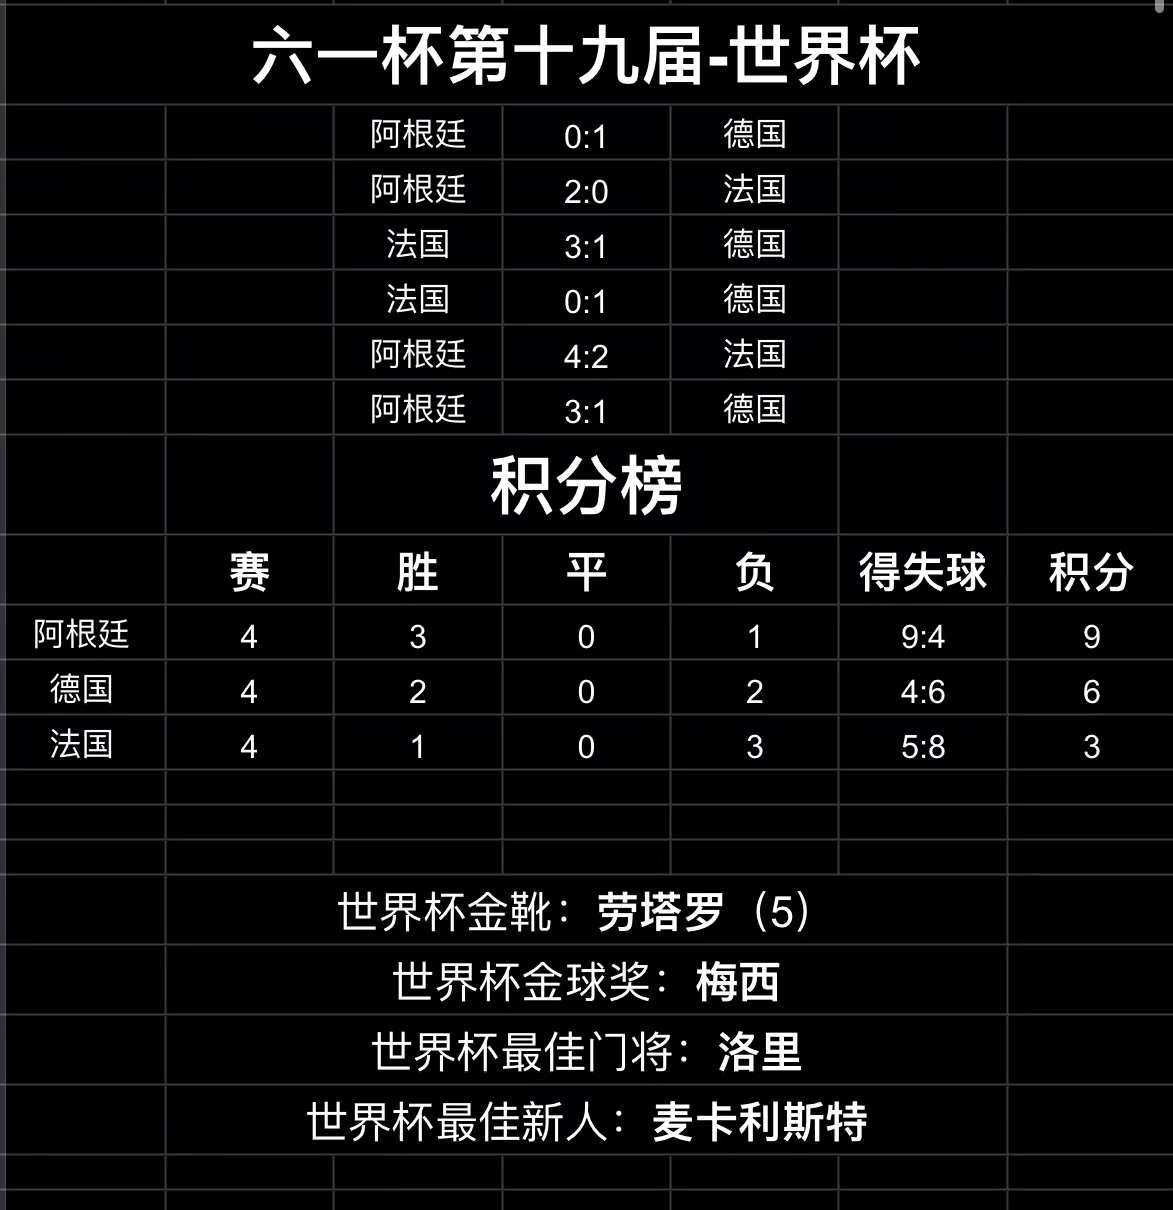 六一杯第十九届-世界杯
阿根廷 0:1 德国
阿根廷 2:0 法国
法国 3:1 德国
法国 0:1 德国
阿根廷 4:2 法国
阿根廷 3:1 德国
积分榜
赛 胜 平 负 得失球 积分
阿根廷 4 3 0 1 9:4 9
德国 4 2 0 2 4:6 6
法国 4 1 0 3 5:8 3
世界杯金靴：劳塔罗（5）
世界杯金球奖：梅西
世界杯最佳门将：洛里
世界杯最佳新人：麦卡利斯特